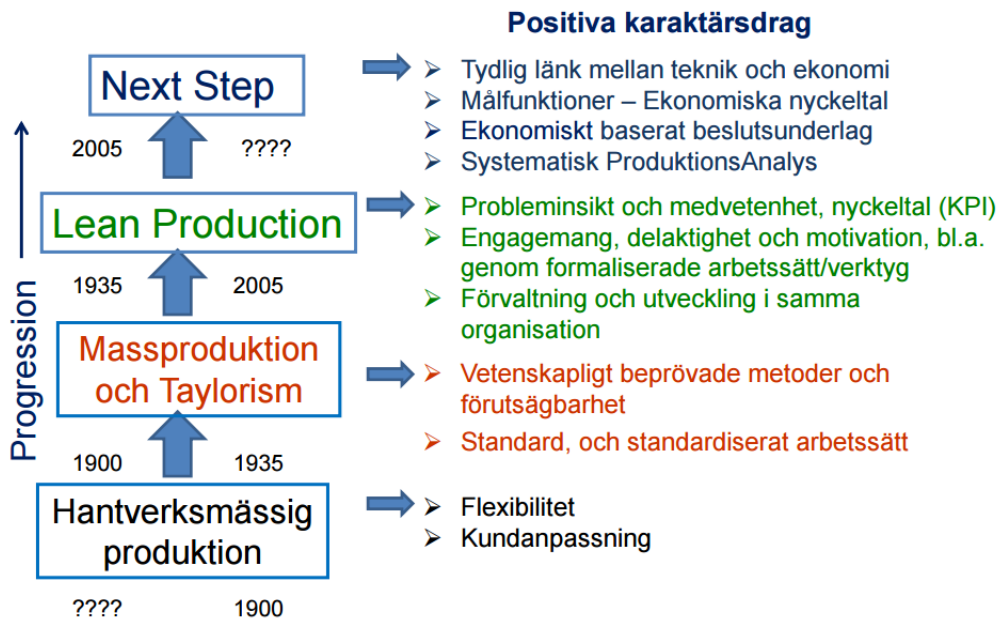 Positiva karaktärsdrag
Next Step
Tydlig länk mellan teknik och ekonomi
Målfunktioner – Ekonomiska nyckeltal
Ekonomiskt baserat beslutsunderlag
Systematisk ProduktionsAnalys
2005 ????
Progression
Lean Production
Probleminsikt och medvetenhet, nyckeltal (KPI)
Engagemang, delaktighet och motivation, bl.a.
genom formaliserade arbetssätt/verktyg
Förvaltning och utveckling i samma
organisation
1935 2005
Massproduktion
och Taylorism
Vetenskapligt beprövade metoder och
förutsägbarhet
Standard, och standardiserat arbetssätt
1900 1935
Hantverksmässig
produktion
Flexibilitet
Kundanpassning
???? 1900